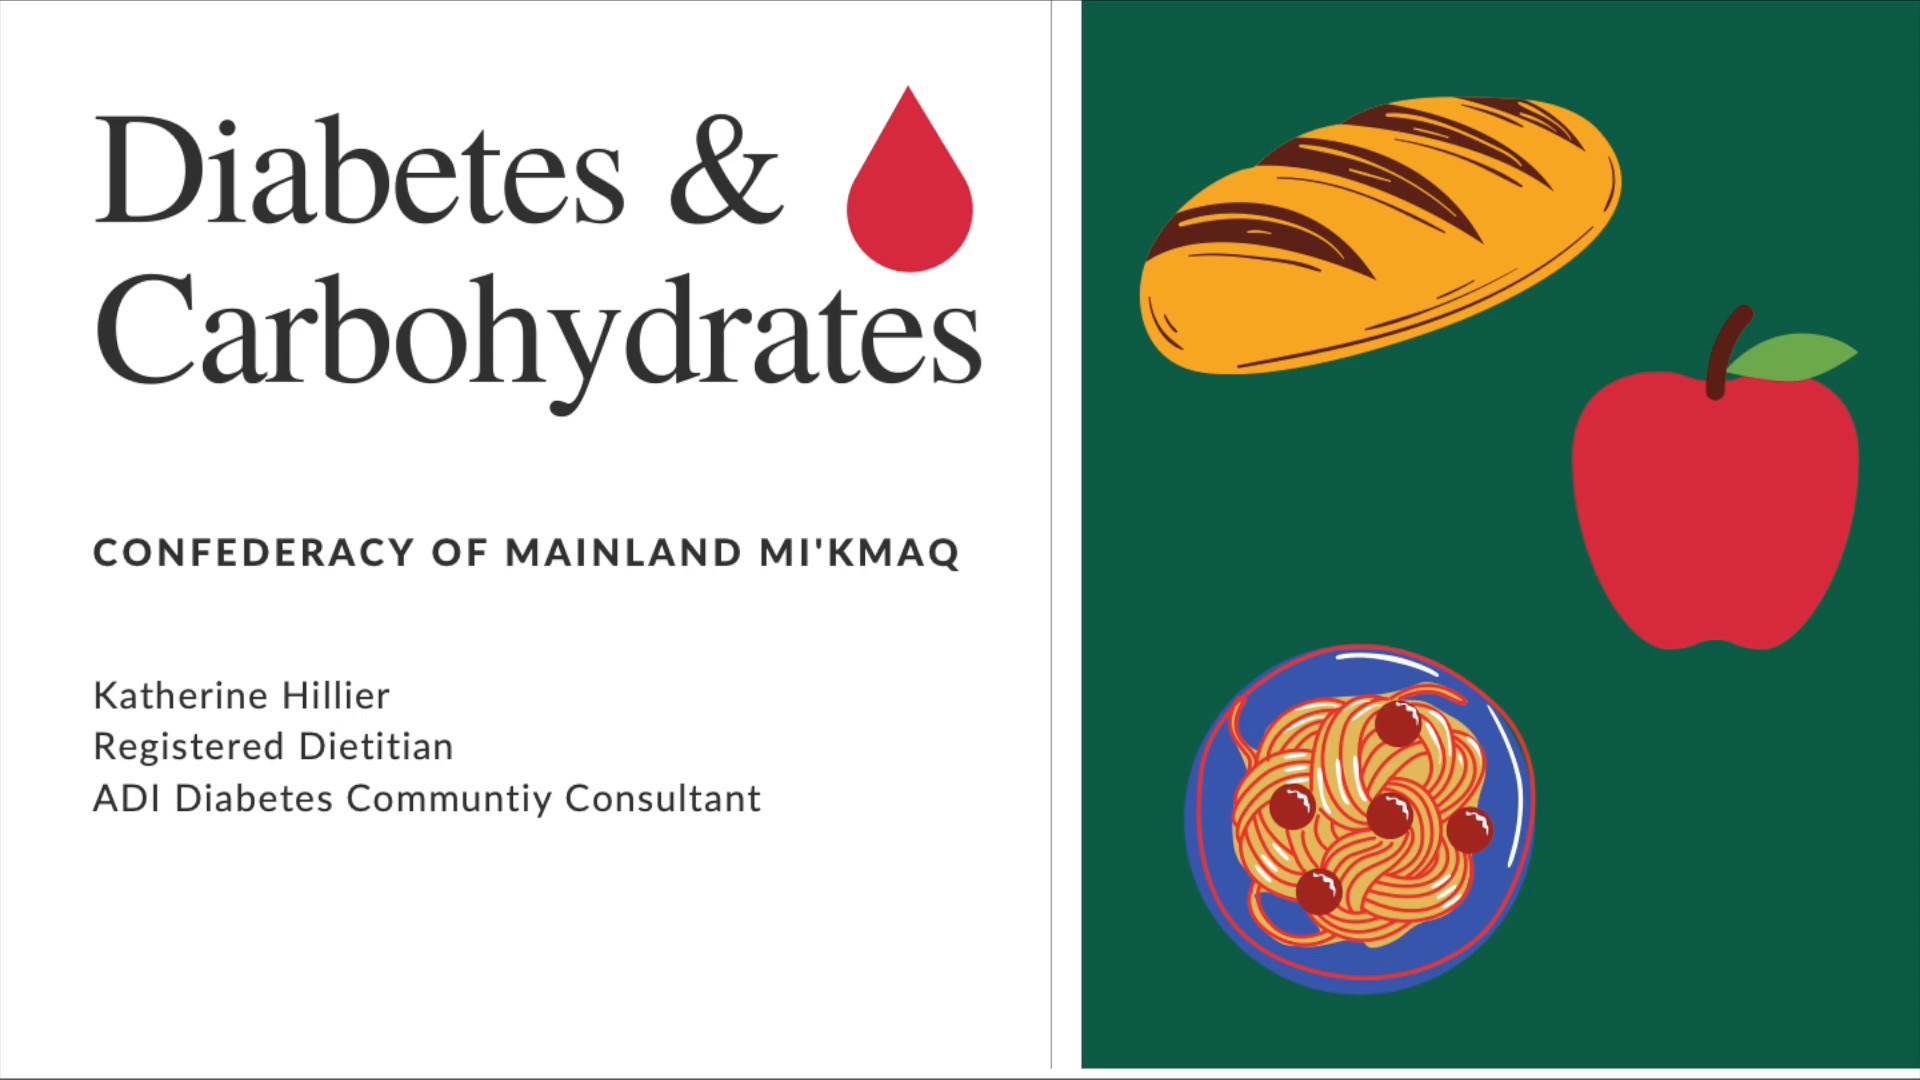 Diabetes &
Carbohydrates
CONFEDERACY OF MAINLAND MI'KMAQ
Katherine Hillier
Registered Dietitian
ADI Diabetes Communtiy Consultant